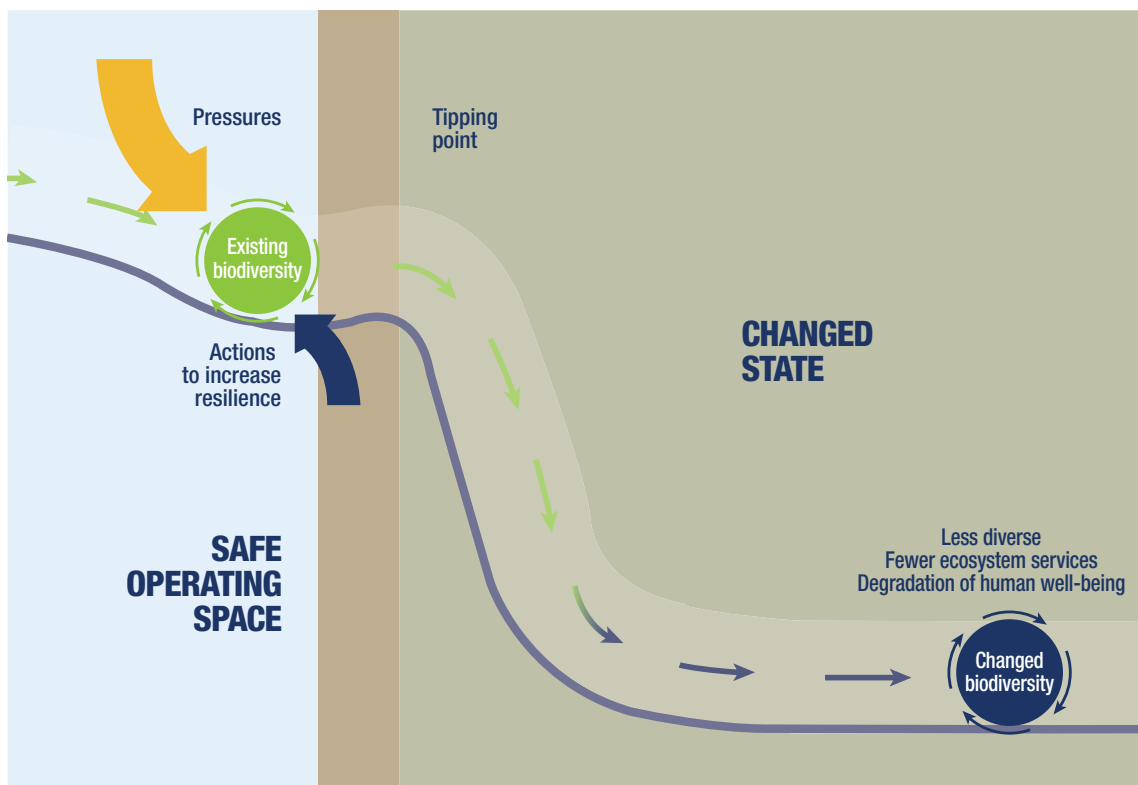 Pressures
Tipping
point
Existing
biodiversity
Actions
to increase
resilience
CHANGED
STATE
SAFE
OPERATING
SPACE
Less diverse
Fewer ecosystem services
Degradation of human well-being
Changed
biodiversity